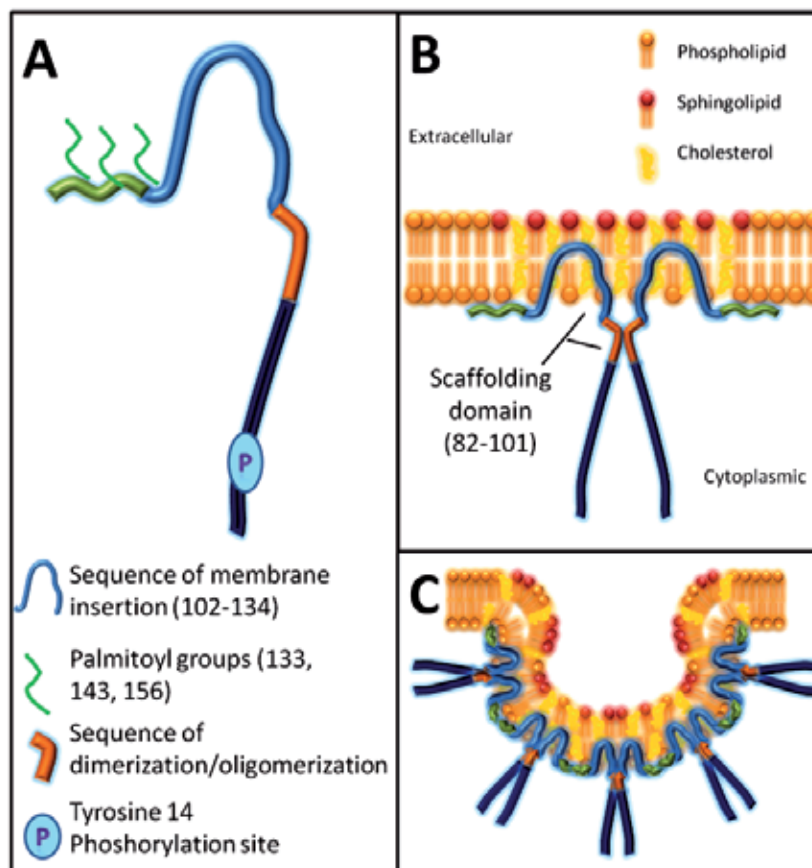 A
P
Sequence of membrane
insertion (102-134)
Palmitoyl groups (133,
143, 156)
Sequence of
dimerization/oligomerization
P
Tyrosine 14
Phoshorylation site
B
Phospholipid
Sphingolipid
Cholesterol
Extracellular
Scaffolding
domain
(82-101)
Cytoplasmic
C